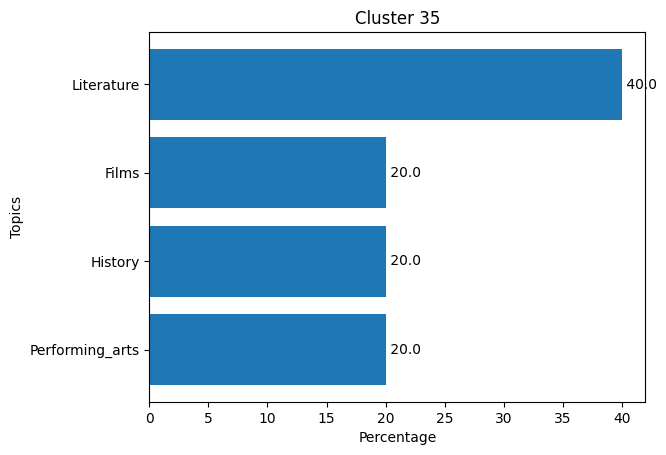 Cluster 35
Topics
Literature
40.0
Films
20.0
History
20.0
Performing_arts
20.0
0 5 10 15 20 25 30 35 40
Percentage